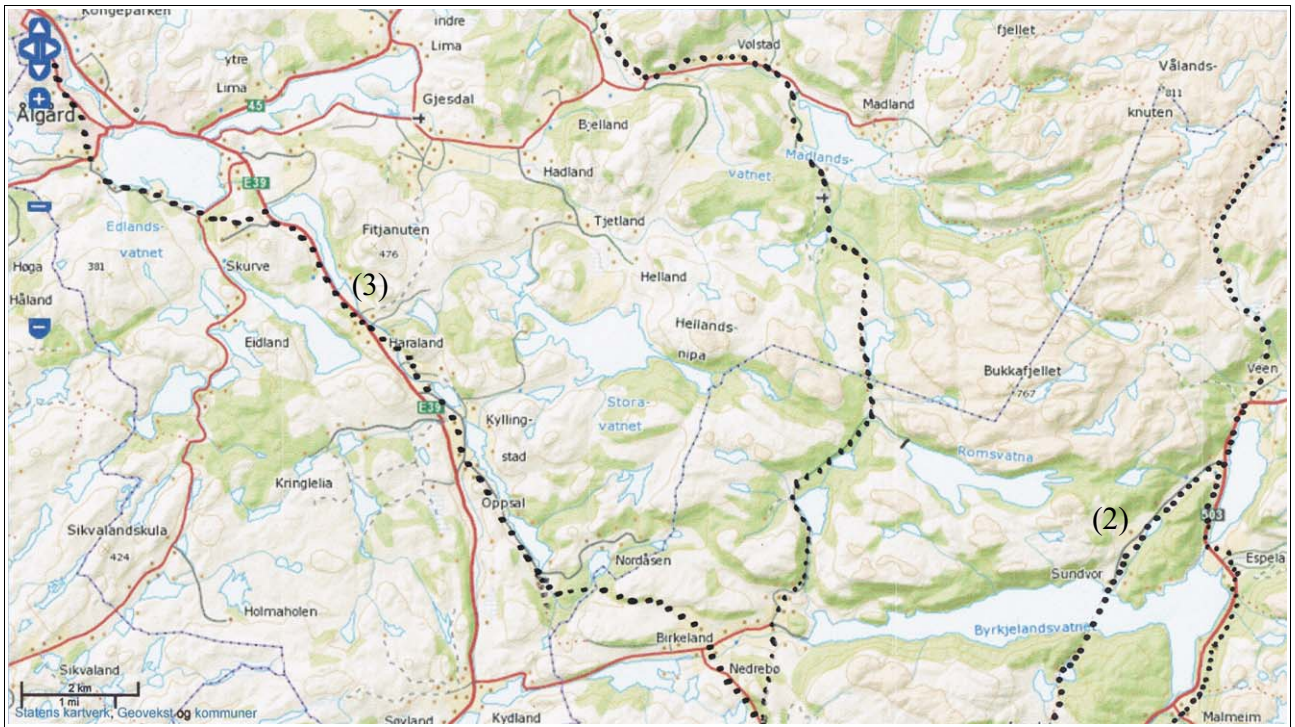 Kongeparken
indre
Lima
ytre
Lima
Ålgård
45
Gjesdal
Vølstad
fjellet
Vålands-
811
knuten
Madland
Bjelland
Madlands-
vatnet
Hadland
Tjetland
E39
Edlands-
vatnet
Fitjanuten
476
Skurve
Høga
381
Håland
(3)
Helland
Hellands-
nipa
Eidland
Haraland
Bukkafjellet
767
Veen
E39
Stora-
vatnet
Kylling-
stad
Romsvatna
Kringlelia
Oppsal
(2)
503
Sikvalandskula
424
Nordåsen
Sundvor
Espela
Holmaholen
Birkeland
Byrkjelandsvatnet
Nedrebø
Sikvaland
2 km
1 mi
Statens kartverk, Geovekst og kommuner
Søyland
Kydland
Malmeim